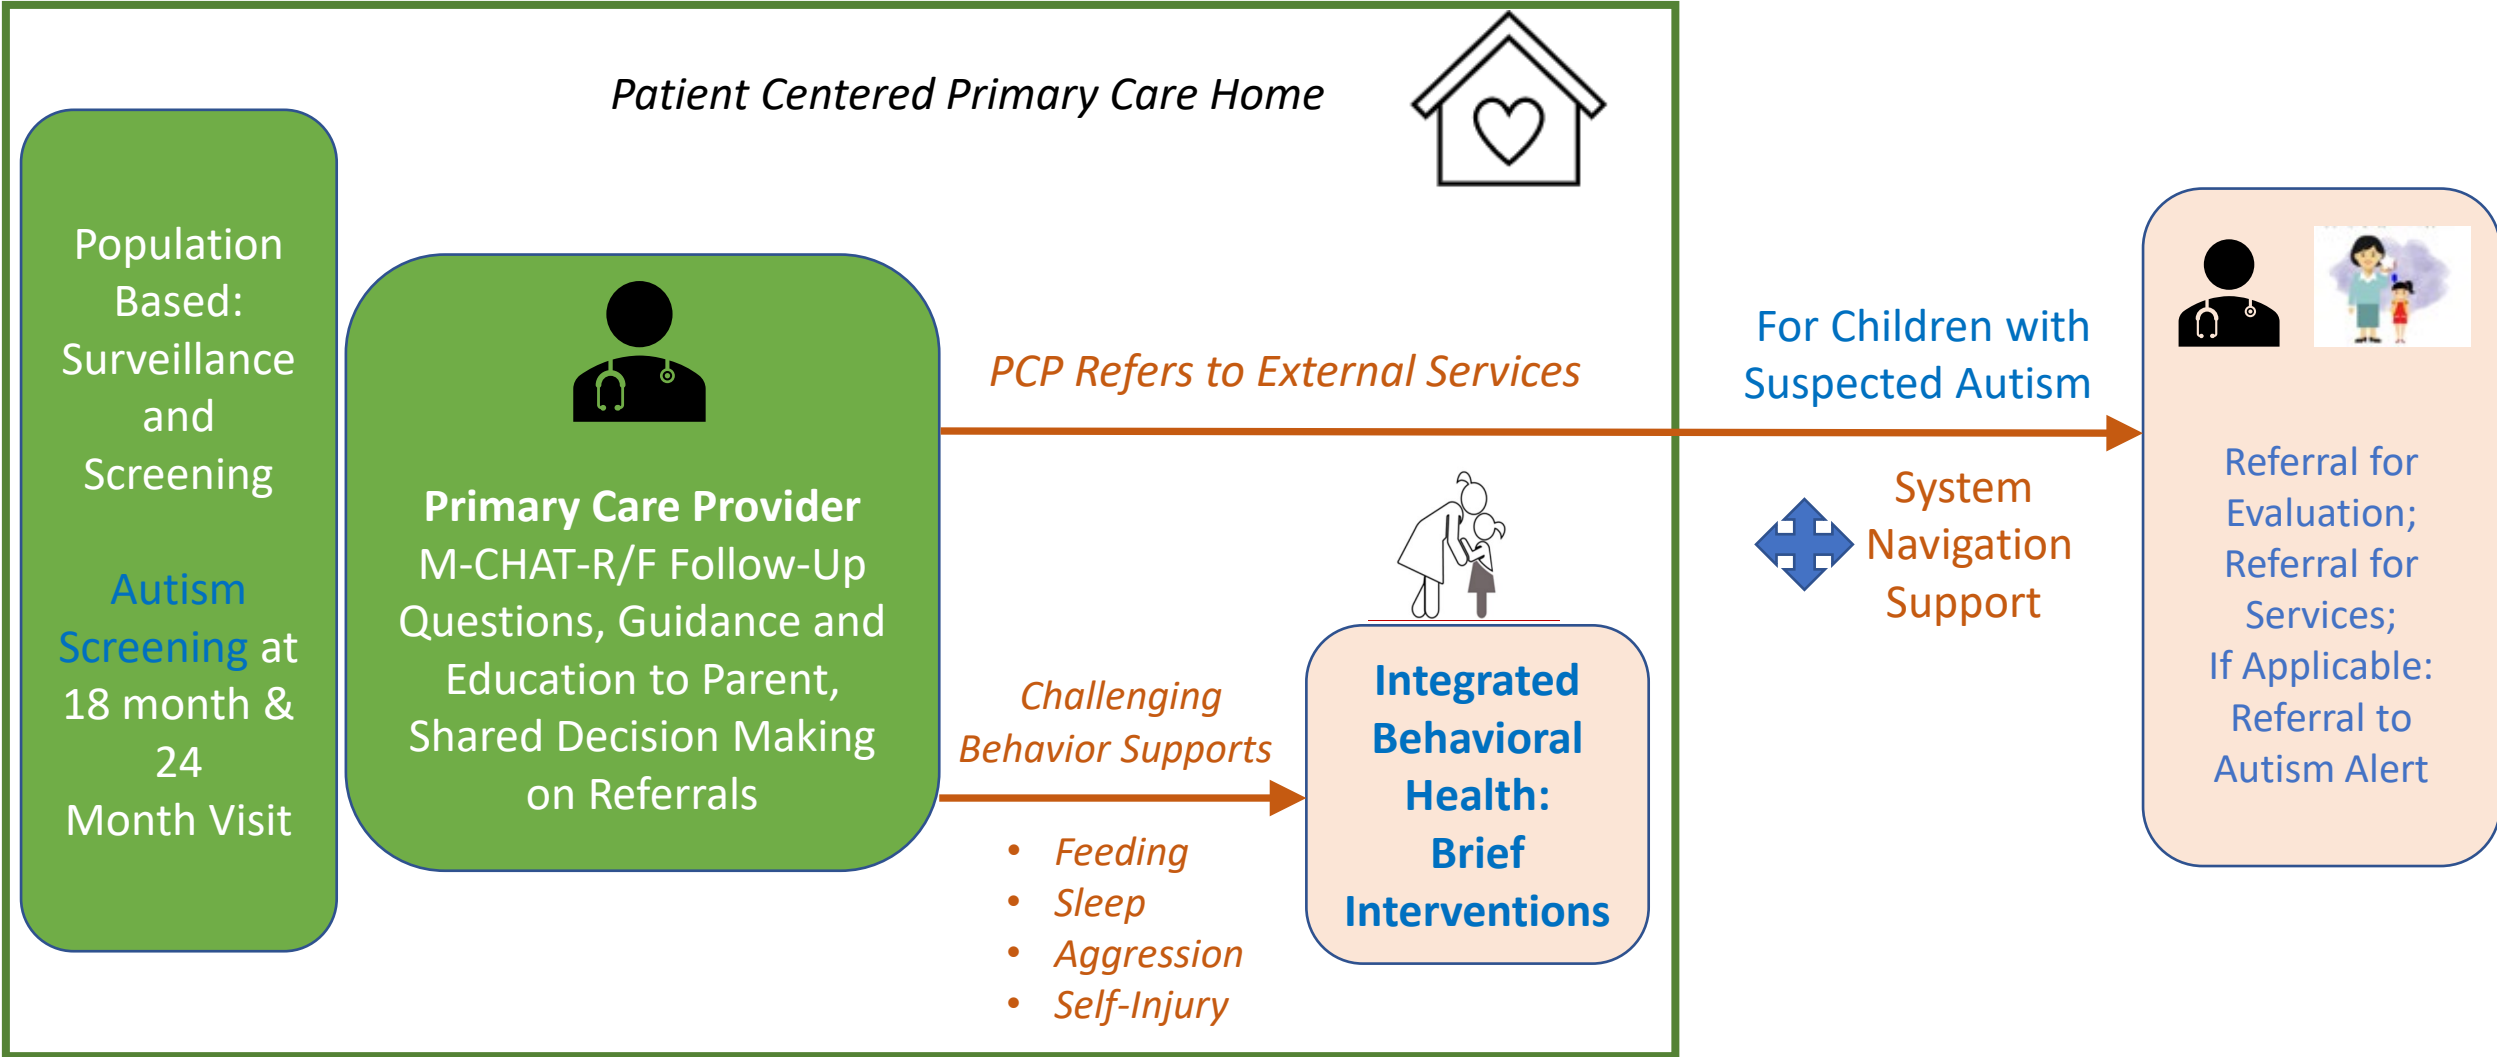 Patient Centered Primary Care Home
Population
Based:
Surveillance
and
Screening
Autism
Screening at
18 month &
24
Month Visit
Primary Care Provider
M-CHAT-R/F Follow-Up
Questions, Guidance and
Education to Parent,
Shared Decision Making
on Referrals
PCP Refers to External Services
Challenging
Behavior Supports
• Feeding
• Sleep
• Aggression
• Self-Injury
Integrated
Behavioral
Health:
Brief
Interventions
For Children with
Suspected Autism
System
Navigation
Support
Referral for
Evaluation;
Referral for
Services;
If Applicable:
Referral to
Autism Alert